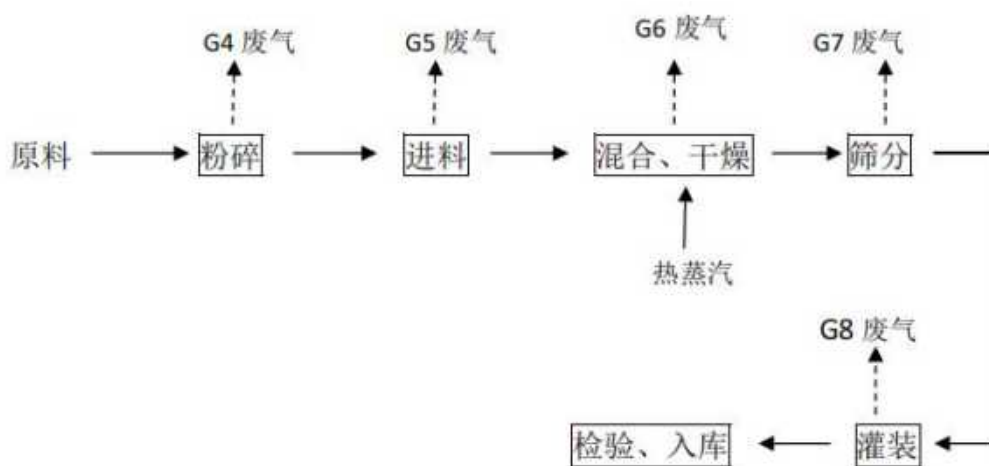 G4 废气
G5 废气
G6 废气
G7 废气
原料
粉碎
进料
混合、干燥
筛分
热蒸汽
G8 废气
检验、入库
灌装